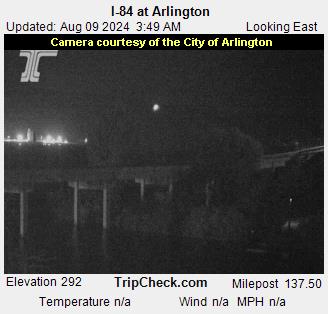 I-84 at Arlington
Updated: Aug 09 2024 3:49 AM Looking East
Camera courtesy of the City of Arlington
Elevation 292 TripCheck.com Milepost 137.50
Temperature n/a Wind n/a MPH n/a